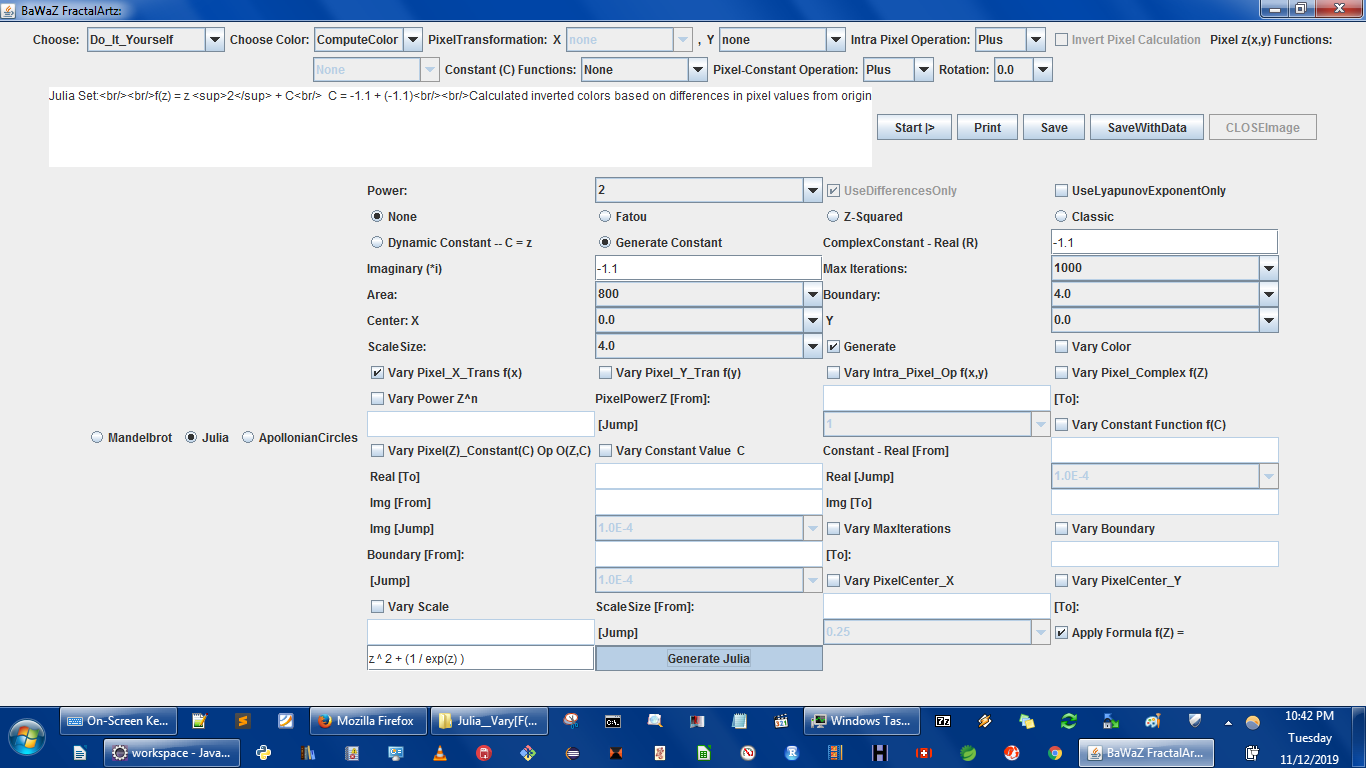 BaWaZ FractalArtz:
Choose: Do_It_Yourself Choose Color: ComputeColor PixelTransformation: X none , Y none Intra Pixel Operation: Plus Invert Pixel Calculation Pixel z(x,y) Functions:
None Constant (C) Functions: None Pixel-Constant Operation: Plus Rotation: 0.0
Julia Set:<br/><br/>f(z) = z <sup>2</sup> + C<br/> C = -1.1 + (-1.1)<br/><br/>Calculated inverted colors based on differences in pixel values from origin
Start |> Print Save SaveWithData CLOSEImage
Power: 2 UseDifferencesOnly UseLyapunovExponentOnly
None Fatou Z-Squared Classic
Dynamic Constant -- C = z Generate Constant ComplexConstant - Real (R) -1.1
Imaginary (*i) -1.1 Max Iterations: 1000
Area: 800 Boundary: 4.0
Center: X 0.0 Y 0.0
ScaleSize: 4.0 Generate Vary Color
Vary Pixel_X_Trans f(x) Vary Pixel_Y_Tran f(y) Vary Intra_Pixel_Op f(x,y) Vary Pixel_Complex f(Z)
Vary Power Z^n PixelPowerZ [From]: [To]:
[Jump] 1 Vary Constant Function f(C)
Mandelbrot Julia ApollonianCircles
Vary Pixel(Z)_Constant(C) Op O(Z,C) Vary Constant Value C Constant - Real [From]
Real [To] Real [Jump] 1.0E-4
Img [From] Img [To]
Img [Jump] 1.0E-4 Vary MaxIterations Vary Boundary
Boundary [From]: [To]:
[Jump] 1.0E-4 Vary PixelCenter_X Vary PixelCenter_Y
Vary Scale ScaleSize [From]: [To]:
[Jump] 0.25 Apply Formula f(Z) =
z ^ 2 + (1 / exp(z) ) Generate Julia
On-Screen Ke... Mozilla Firefox Julia__Vary[F(... Windows Tas... 10:42 PM
Tuesday
workspace - Java... BaWaZ FractalAr... 11/12/2019